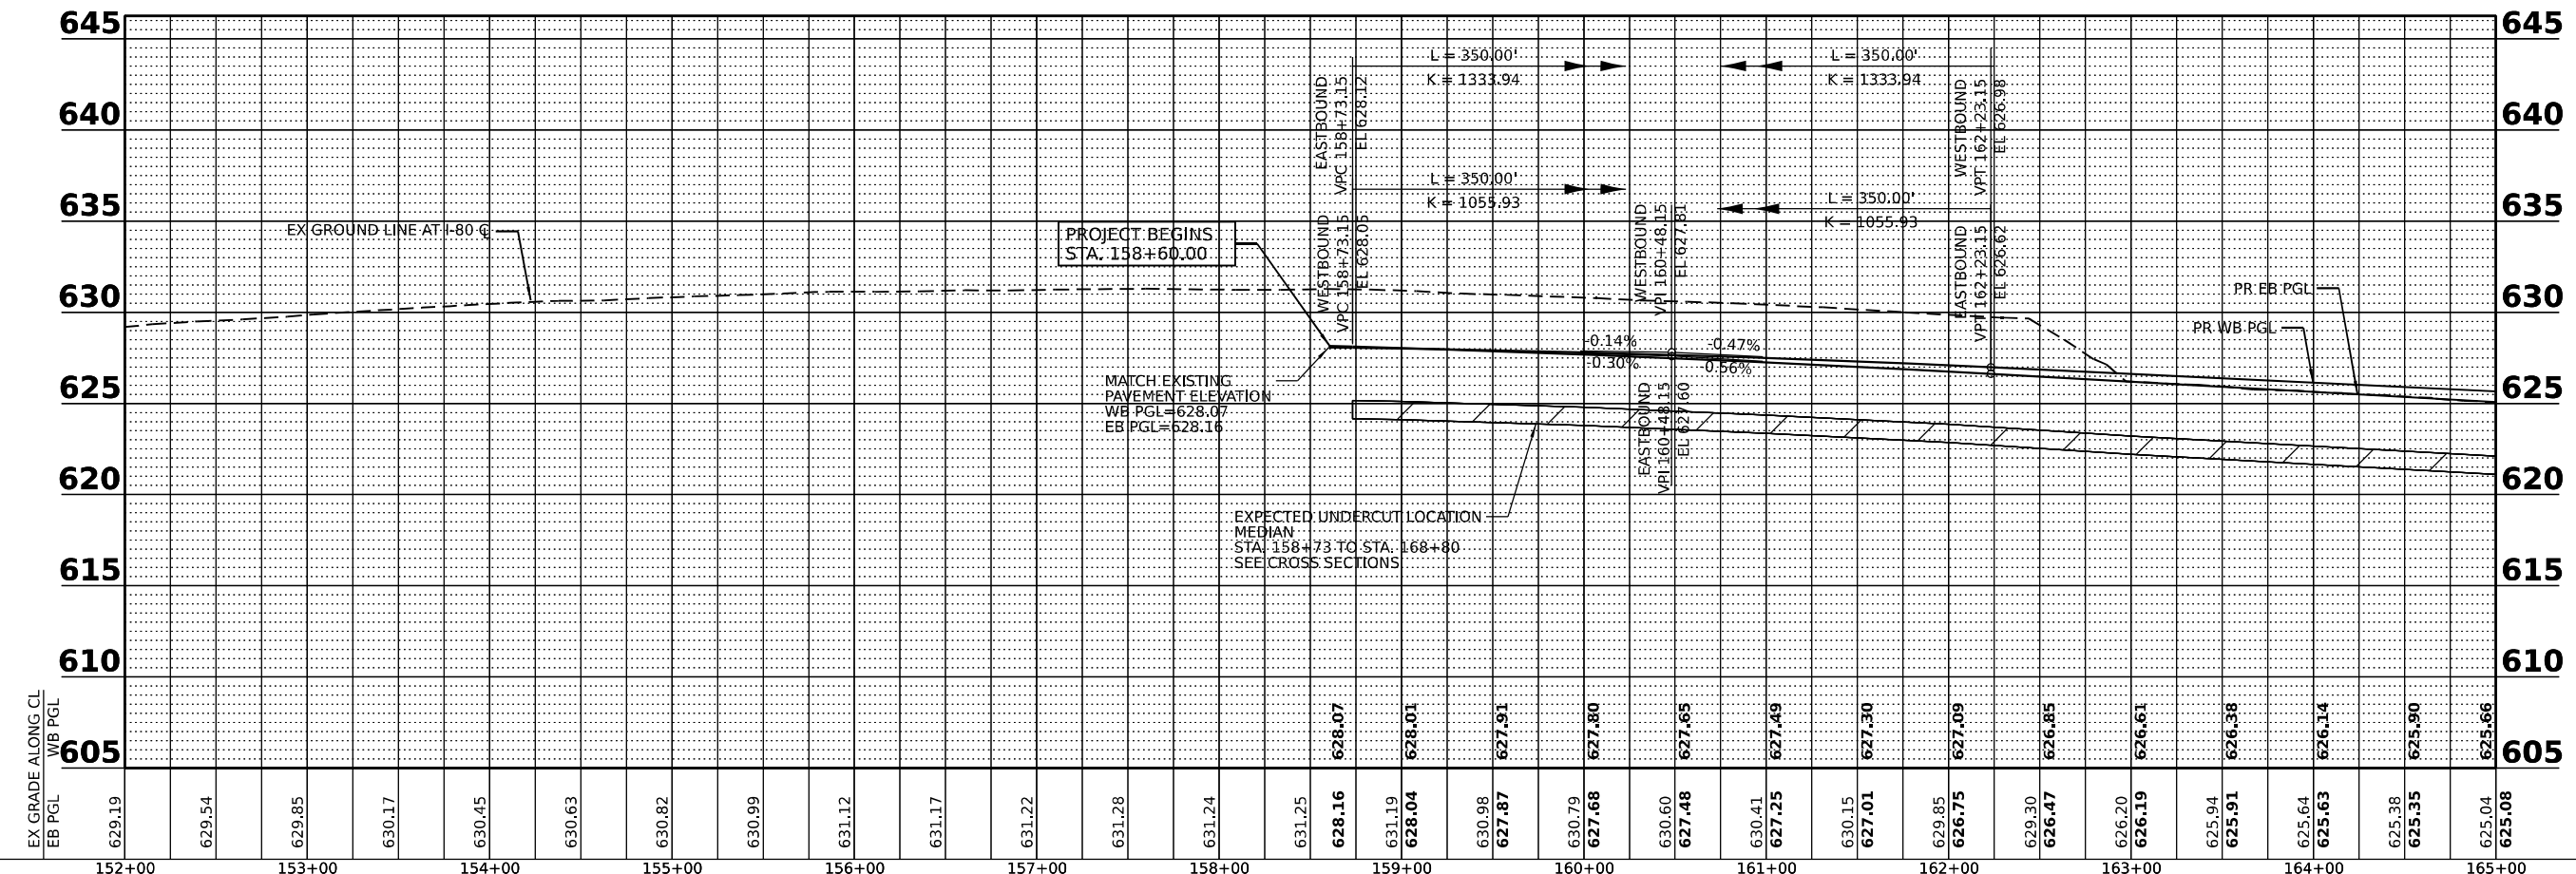 645
645
640
640
635
635
630
630
625
625
620
620
615
615
610
610
605
605
L = 350.00'
K = 1333.94
L = 350.00'
K = 1333.94
EASTBOUND
VPC 158+73.15
EL 628.12
WESTBOUND
VPT 162+23.15
EL 626.98
L = 350.00'
K = 1055.93
L = 350.00'
K = 1055.93
WESTBOUND
VPC 158+73.15
EL 628.05
WESTBOUND
VPI 160+48.15
EL 627.81
EASTBOUND
VPT 162+23.15
EL 626.62
EX GROUND LINE AT I-80 ℄
PROJECT BEGINS
STA. 158+60.00
PR EB PGL
PR WB PGL
-0.14%
-0.47%
-0.30%
-0.56%
MATCH EXISTING
PAVEMENT ELEVATION
WB PGL=628.07
EB PGL=628.16
EASTBOUND
VPI 160+48.15
EL 627.60
EXPECTED UNDERCUT LOCATION
MEDIAN
STA. 158+73 TO STA. 168+80
SEE CROSS SECTIONS
EX GRADE ALONG CL
WB PGL
EB PGL
628.07
628.01
627.91
627.80
627.65
627.49
627.30
627.09
626.85
626.61
626.38
626.14
625.90
625.66
629.19
629.54
629.85
630.17
630.45
630.63
630.82
630.99
631.12
631.17
631.22
631.28
631.24
631.25
628.16
631.19
628.04
630.98
627.87
630.79
627.68
630.60
627.48
630.41
627.25
630.15
627.01
629.85
626.75
629.30
626.47
626.20
626.19
625.94
625.91
625.64
625.63
625.38
625.35
625.04
625.08
152+00
153+00
154+00
155+00
156+00
157+00
158+00
159+00
160+00
161+00
162+00
163+00
164+00
165+00